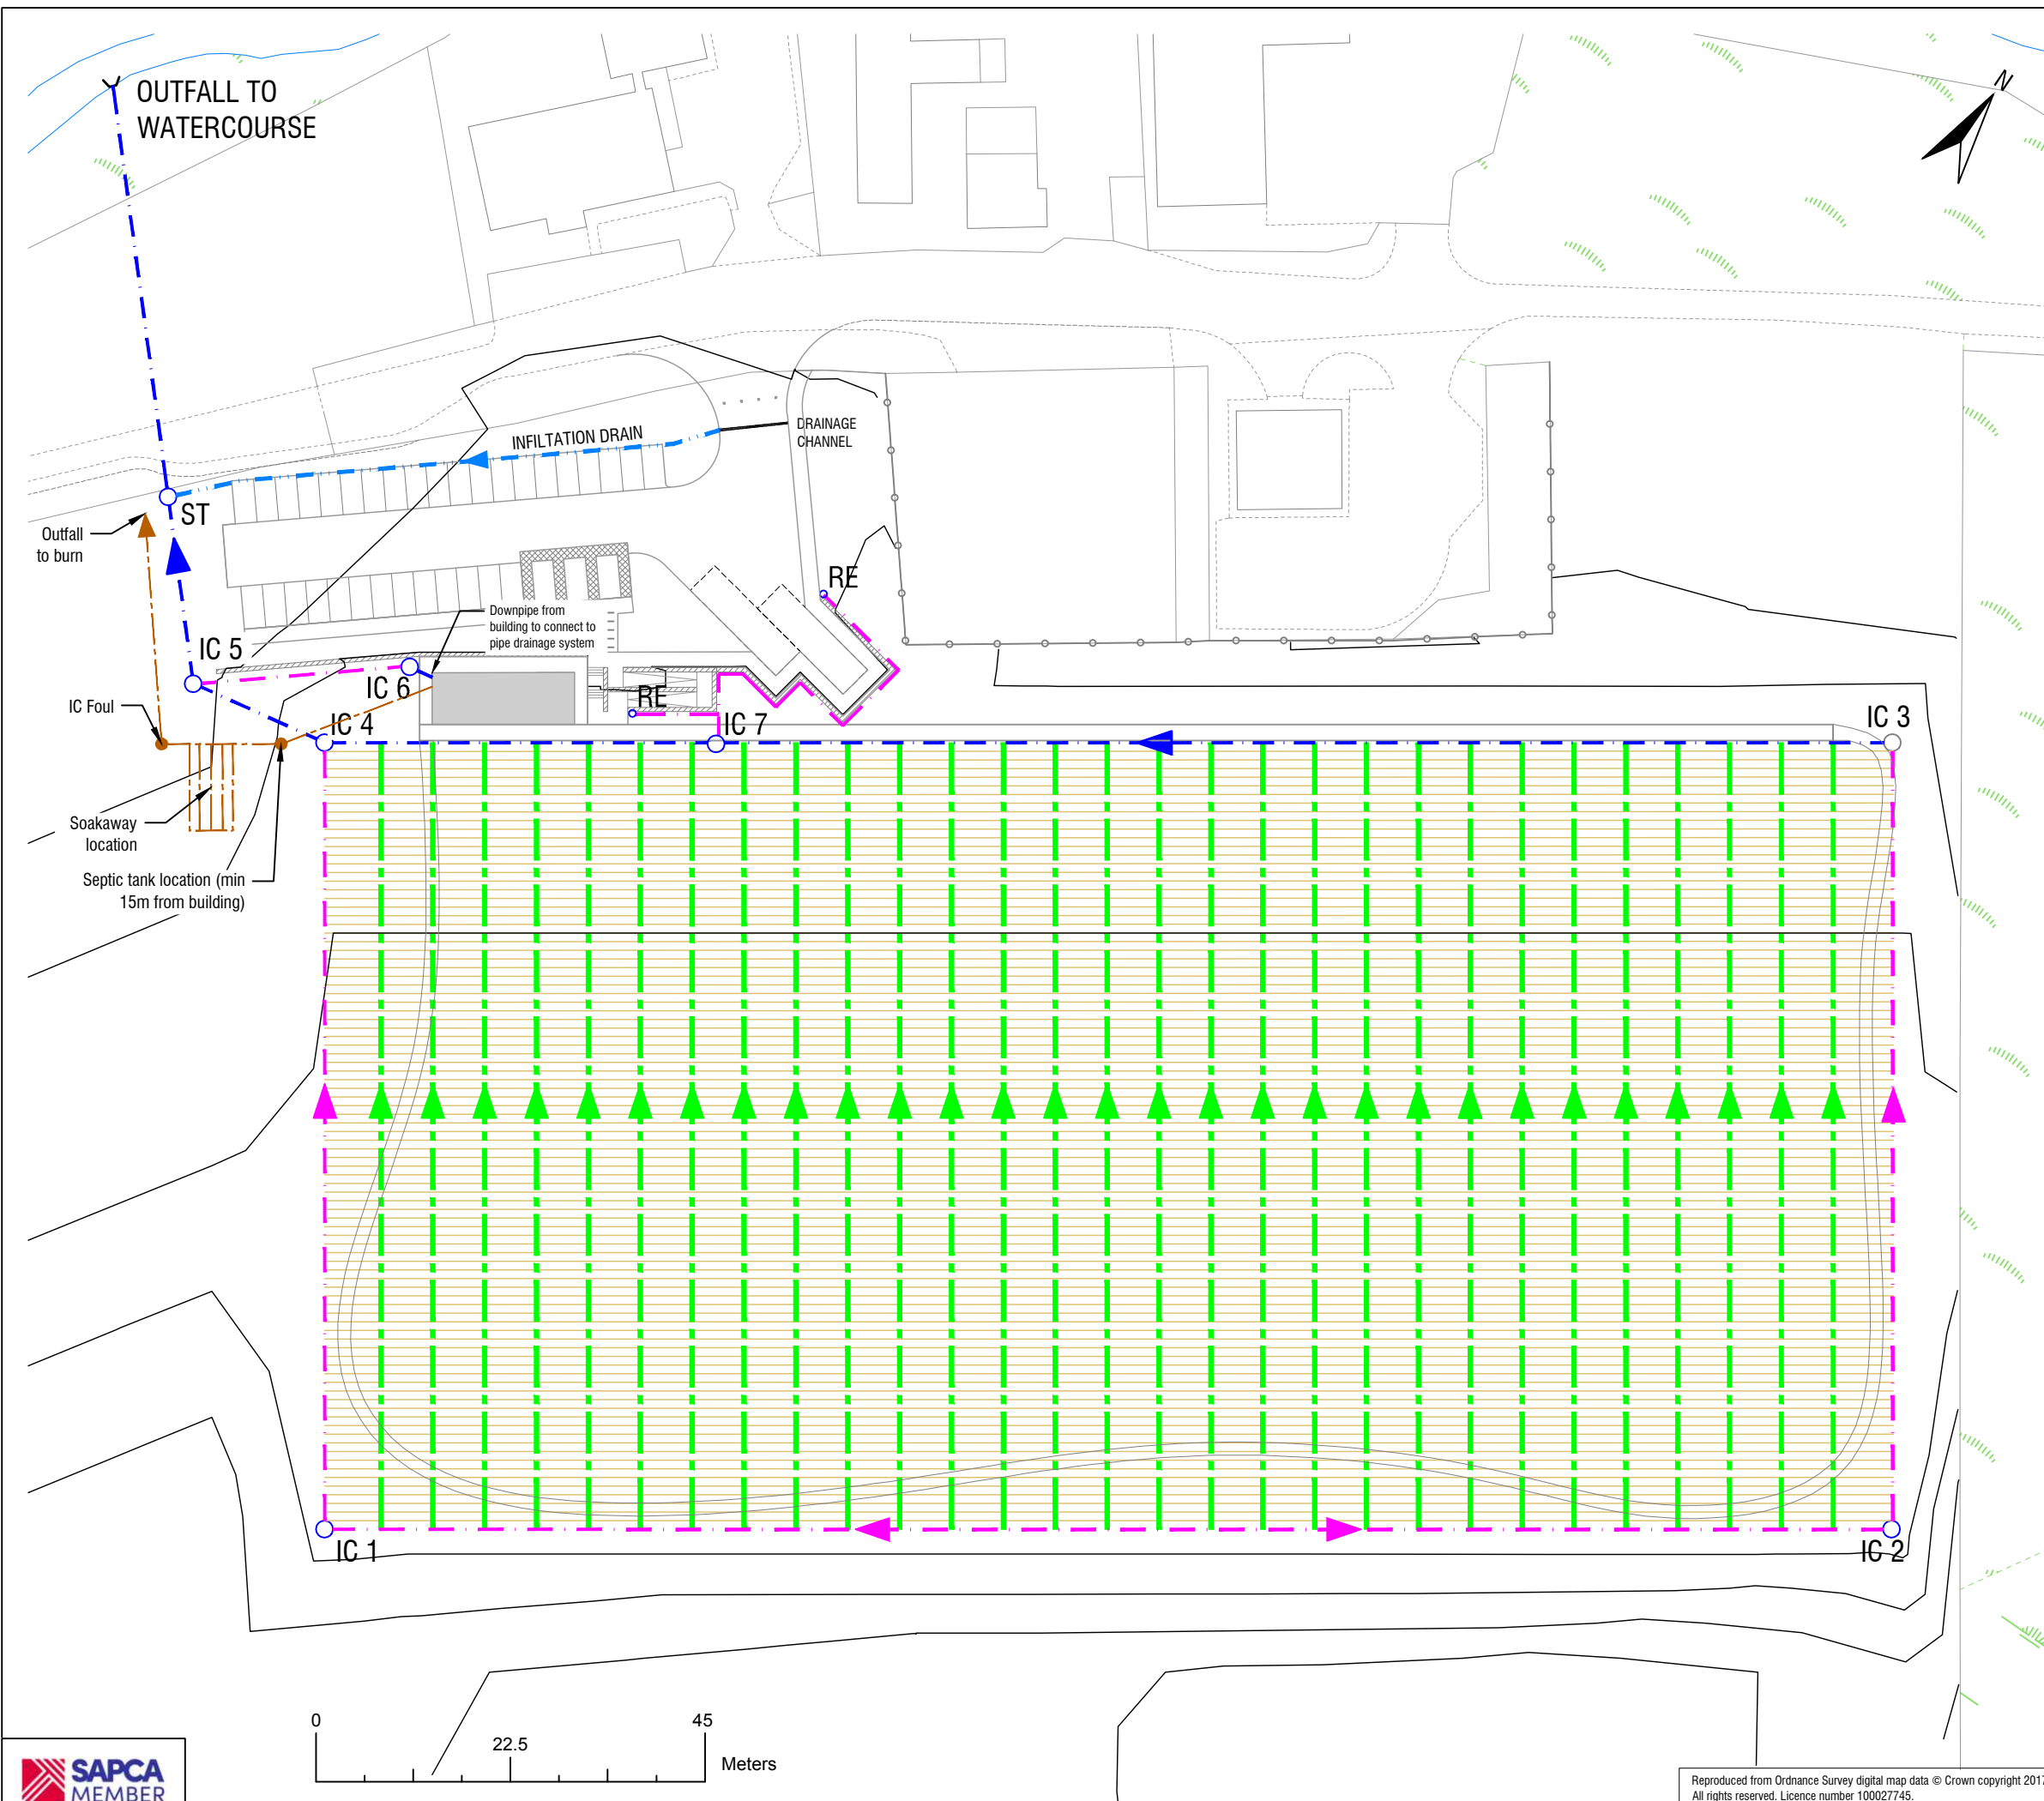 OUTFALL TO
WATERCOURSE
N
INFILTATION DRAIN
DRAINAGE
CHANNEL
ST
Outfall
to burn
RE
Downpipe from
building to connect to
pipe drainage system
IC 5
IC 6
RE
IC Foul
IC 4
IC 7
IC 3
Soakaway
location
Septic tank location (min
15m from building)
IC 1
IC 2
0
45
22.5
Meters
SAPCA
MEMBER
Reproduced from Ordnance Survey digital map data © Crown copyright 2017
All rights reserved. Licence number 100027745.